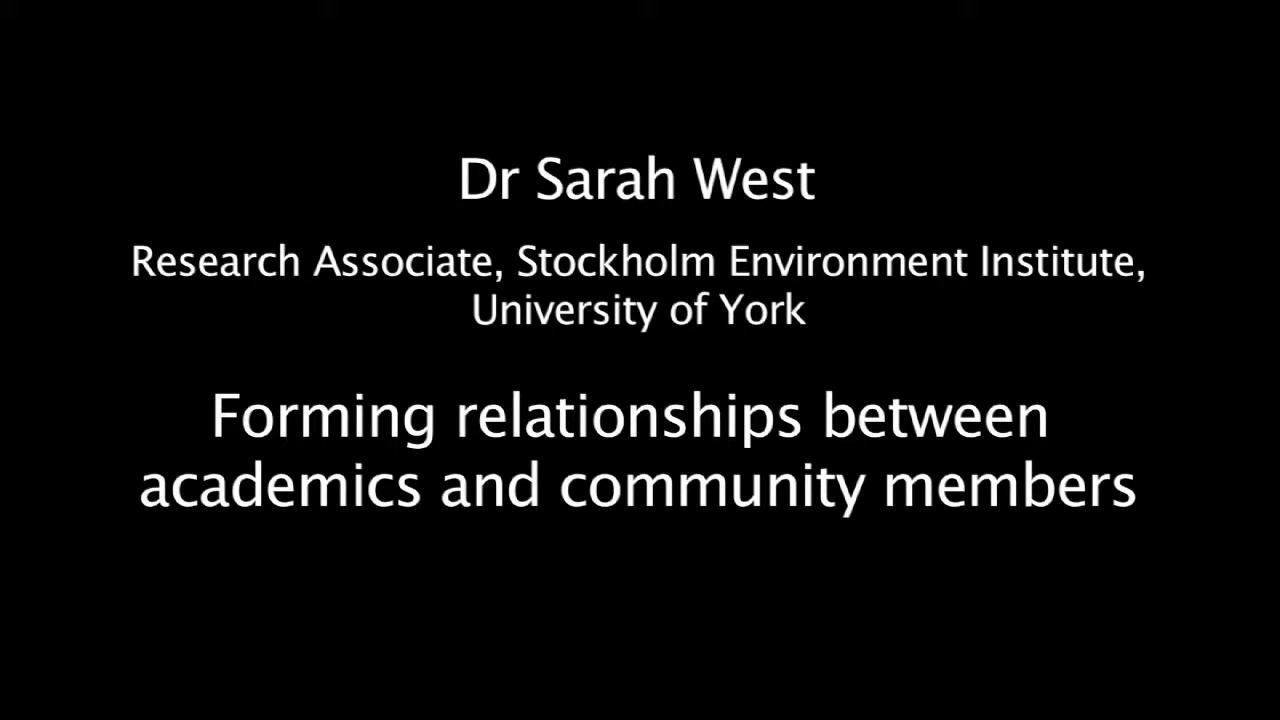 Dr Sarah West
Research Associate, Stockholm Environment Institute,
University of York
Forming relationships between
academics and community members